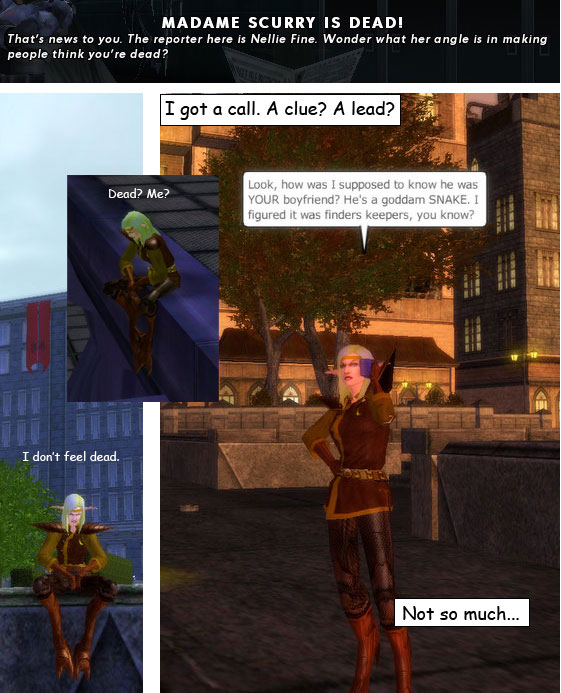 MADAME SCURRY IS DEAD!
That's news to you. The reporter here is Nellie Fine. Wonder what her angle is in making
people think you're dead?
I got a call. A clue? A lead?
Dead? Me?
Look, how was I supposed to know he was
YOUR boyfriend? He's a goddam SNAKE. I
figured it was finders keepers, you know?
I don't feel dead.
Not so much...